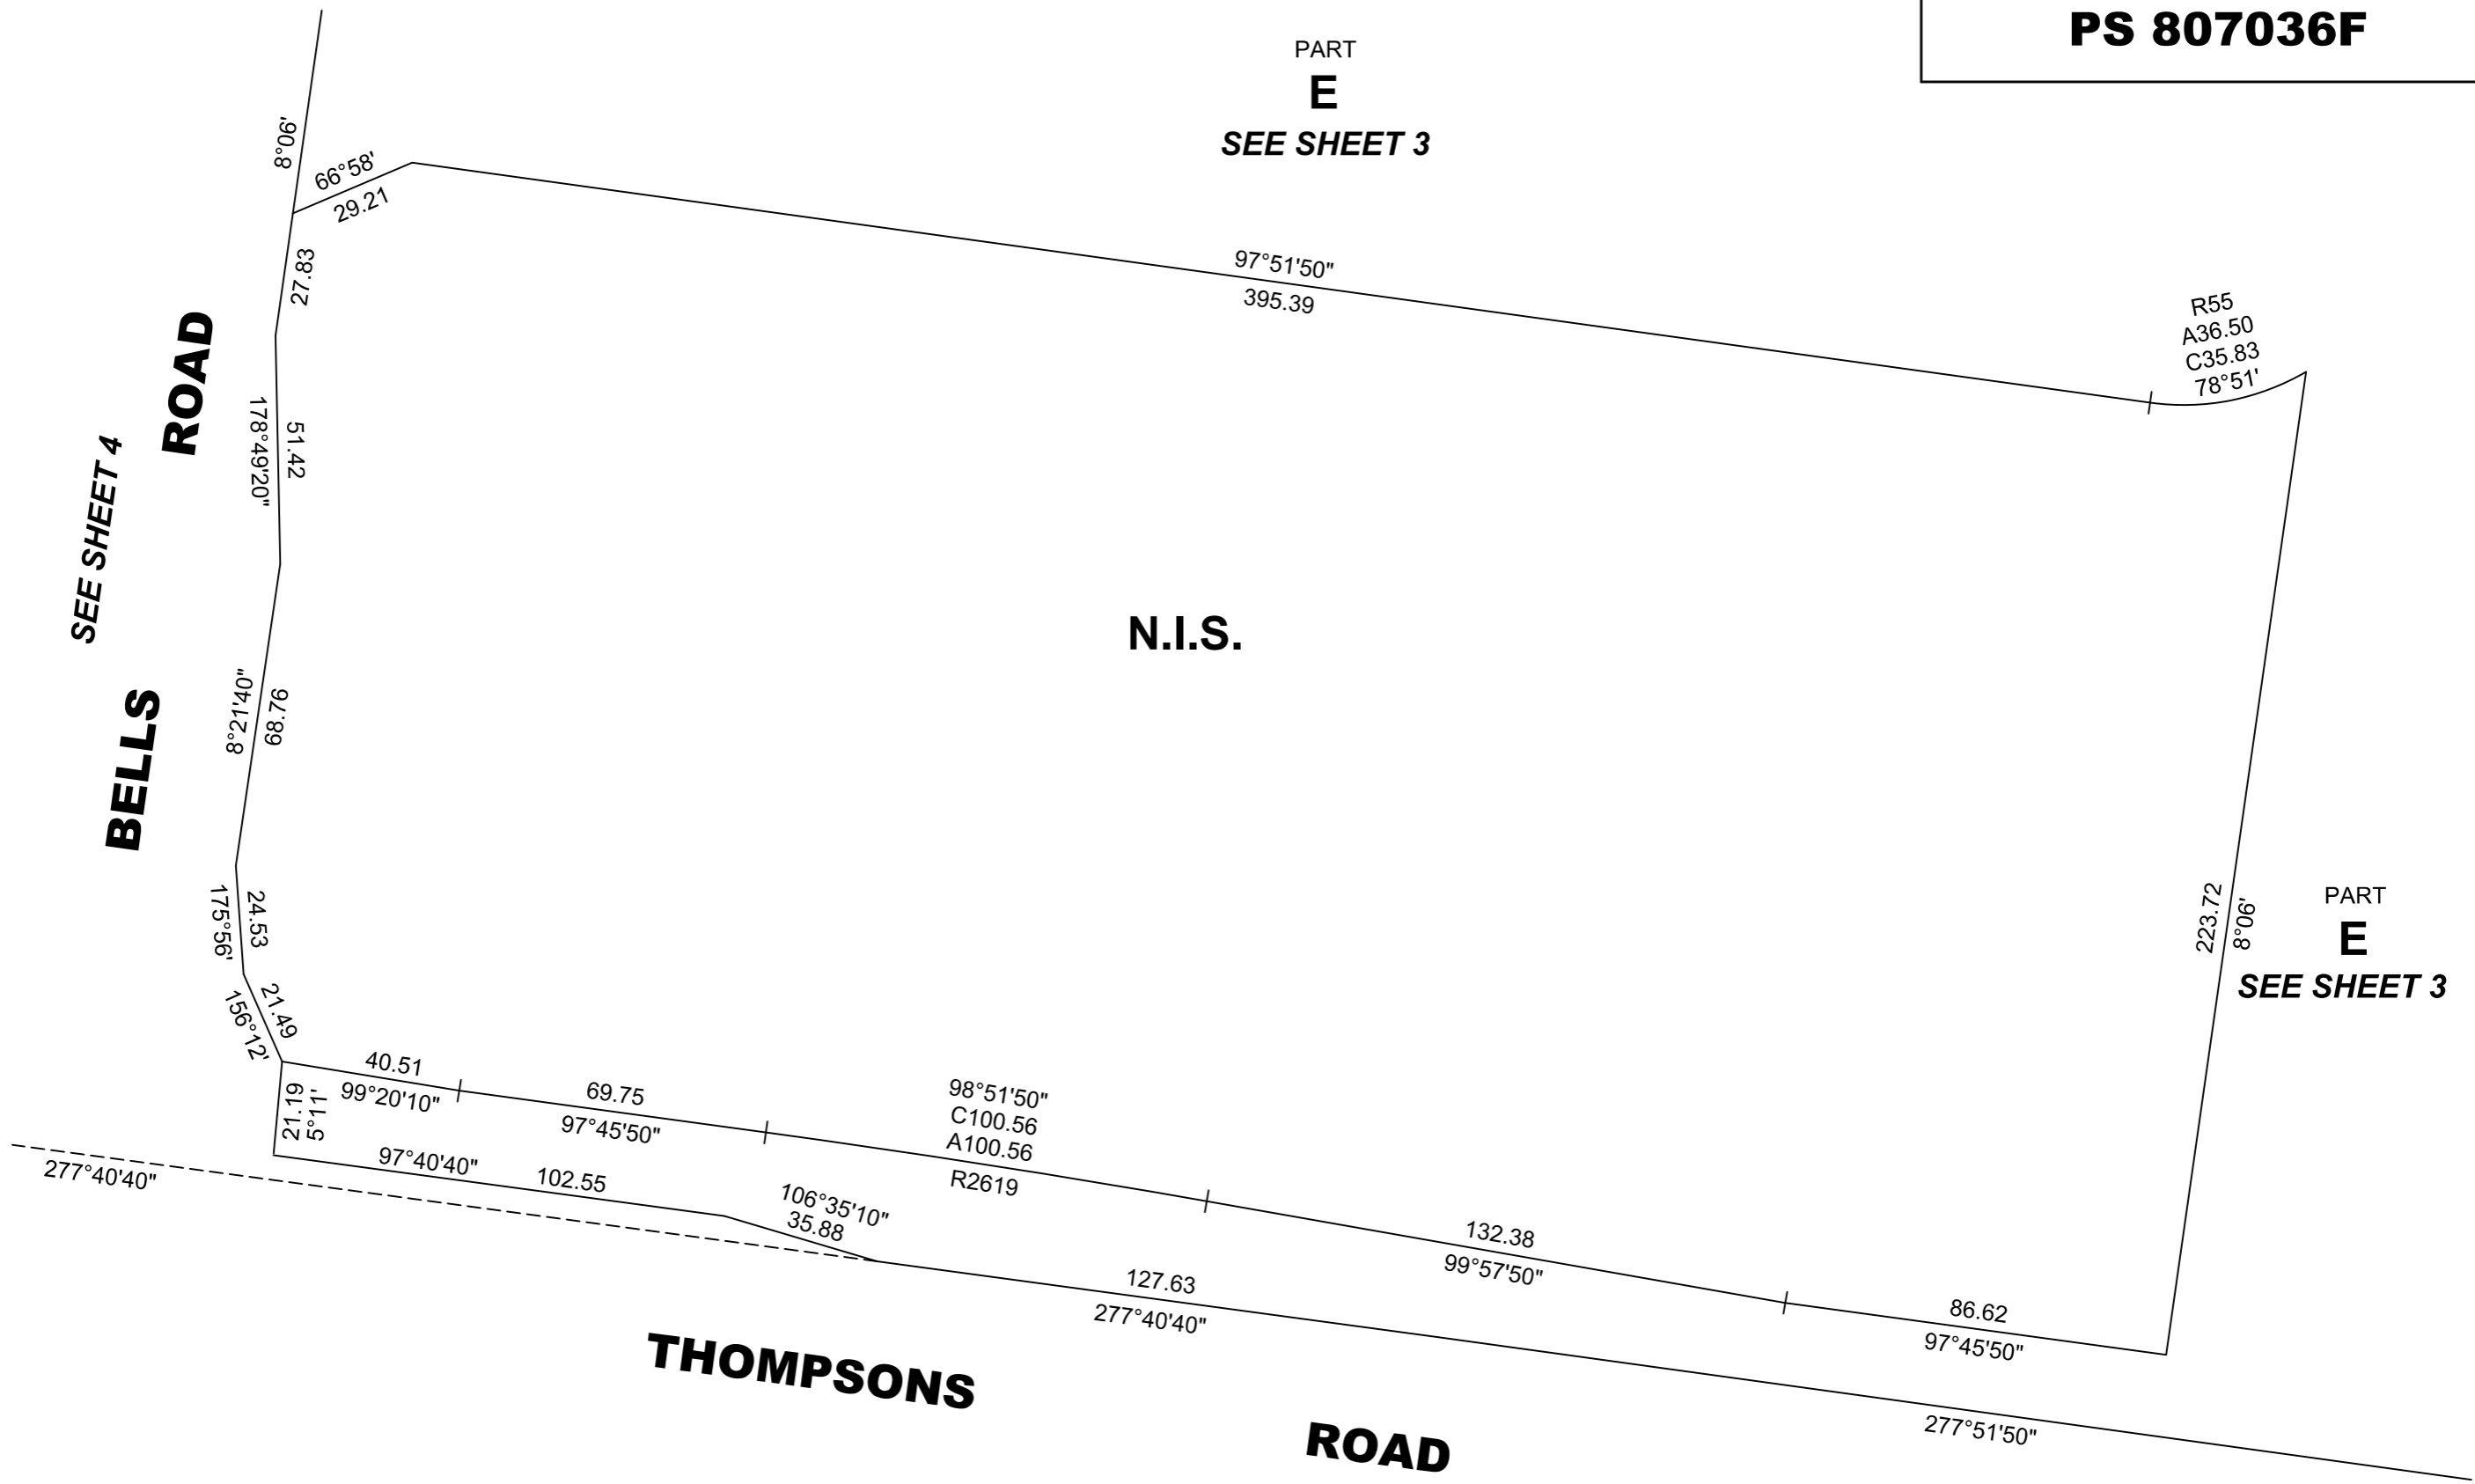 PS 807036F
PART
E
SEE SHEET 3
8°06'
66°58'
29.21
27.83
97°51'50"
395.39
R55
A36.50
C35.83
78°51'
ROAD
SEE SHEET 4
178°49'20"
51.42
N.I.S.
BELLS
8°21'40"
68.76
223.72
8°06'
PART
E
SEE SHEET 3
175°56'
24.53
156°12'
21.49
40.51
99°20'10"
69.75
97°45'50"
98°51'50"
C100.56
A100.56
R2619
21.19
5°11'
277°40'40"
97°40'40"
102.55
106°35'10"
35.88
132.38
99°57'50"
127.63
277°40'40"
86.62
97°45'50"
277°51'50"
THOMPSONS
ROAD